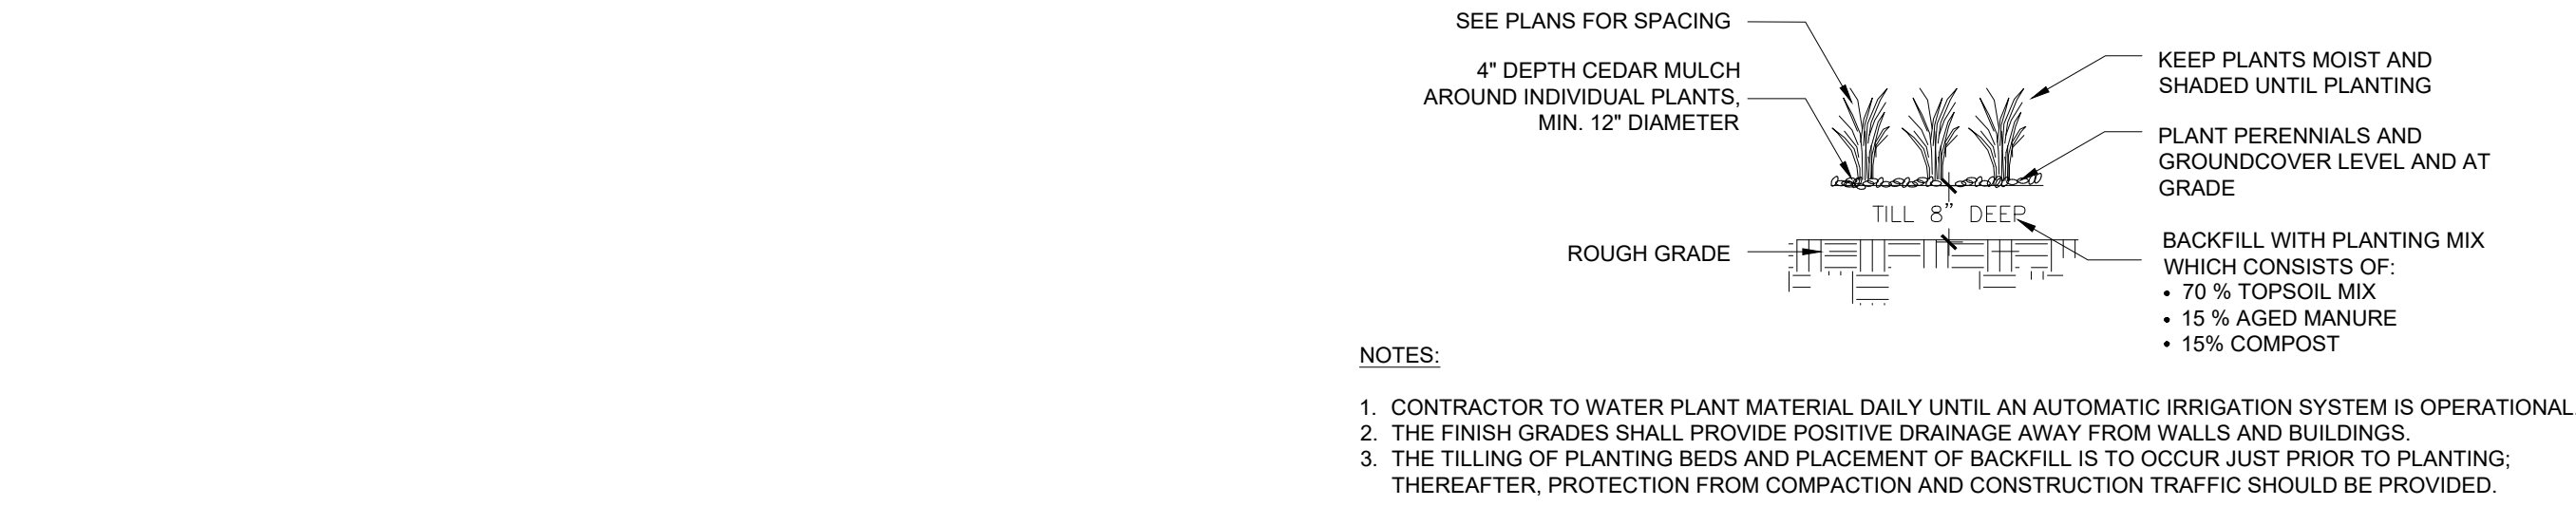 SEE PLANS FOR SPACING
4" DEPTH CEDAR MULCH
AROUND INDIVIDUAL PLANTS,
MIN. 12" DIAMETER
ROUGH GRADE
TILL 8” DEEP
KEEP PLANTS MOIST AND
SHADED UNTIL PLANTING
PLANT PERENNIALS AND
GROUNDCOVER LEVEL AND AT
GRADE
BACKFILL WITH PLANTING MIX
WHICH CONSISTS OF:
• 70 % TOPSOIL MIX
• 15 % AGED MANURE
• 15% COMPOST
NOTES:
1. CONTRACTOR TO WATER PLANT MATERIAL DAILY UNTIL AN AUTOMATIC IRRIGATION SYSTEM IS OPERATIONAL.
2. THE FINISH GRADES SHALL PROVIDE POSITIVE DRAINAGE AWAY FROM WALLS AND BUILDINGS.
3. THE TILLING OF PLANTING BEDS AND PLACEMENT OF BACKFILL IS TO OCCUR JUST PRIOR TO PLANTING;
THEREAFTER, PROTECTION FROM COMPACTION AND CONSTRUCTION TRAFFIC SHOULD BE PROVIDED.